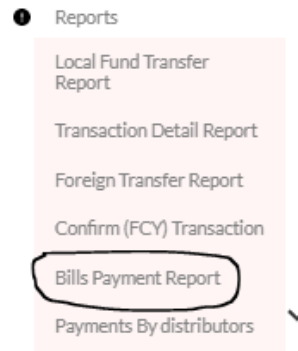 Reports
Local Fund Transfer
Report
Transaction Detail Report
Foreign Transfer Report
Confirm (FCY) Transaction
Bills Payment Report
Payments By distributors